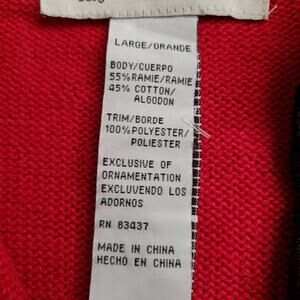 LARGE/GRANDE
BODY/CUERPO
55%RAMIE/RAMIE
45% COTTON/
ALGODON
TRIM/BORDE
100%POLYESTER/
POLIESTER
EXCLUSIVE OF
ORNAMENTATION
EXCLUYENDO LOS
ADORNOS
RN 83437
MADE IN CHINA
HECHO EN CHINA